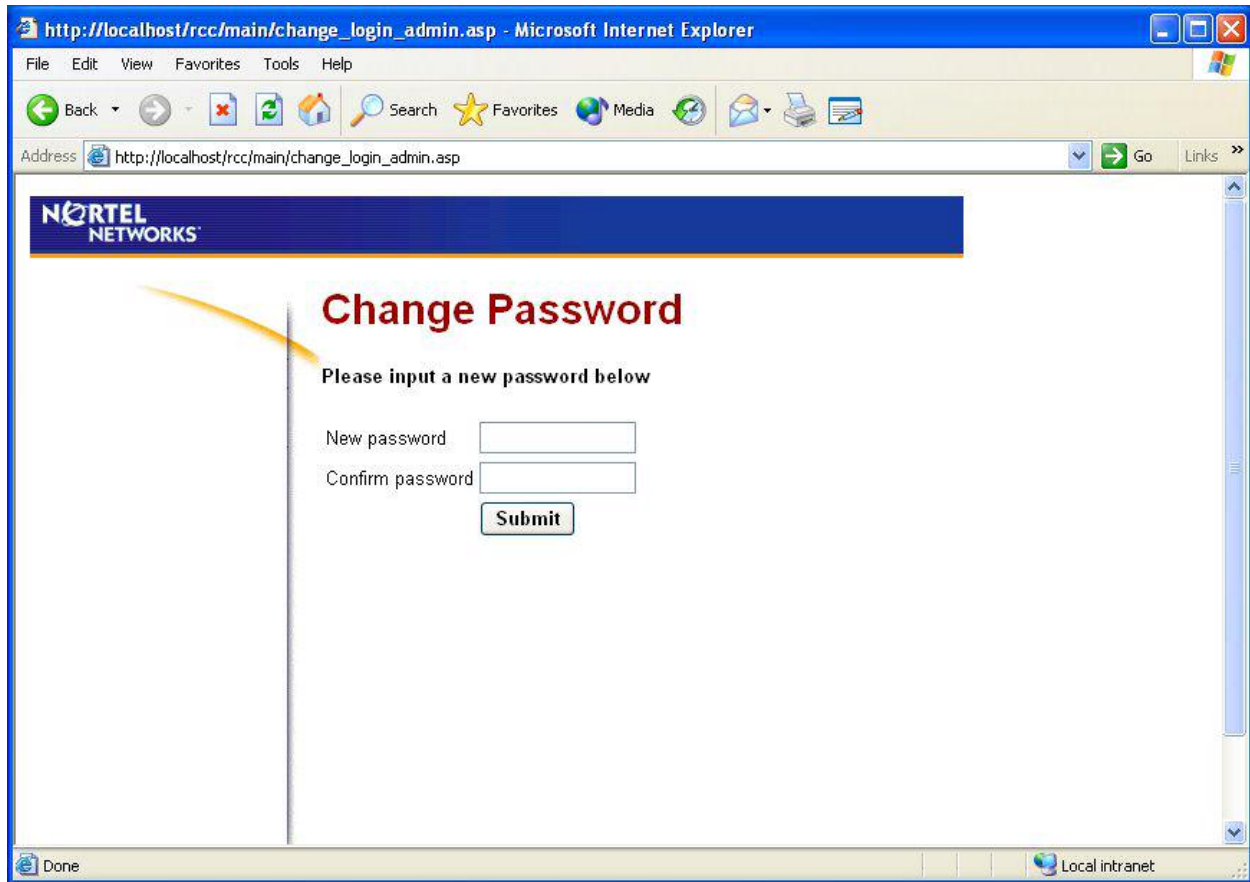 http://localhost/rcc/main/change_login_admin.asp - Microsoft Internet Explorer
File Edit View Favorites Tools Help
Back Search Favorites Media
Address http://localhost/rcc/main/change_login_admin.asp Go Links »
NORTEL
NETWORKS
Change Password
Please input a new password below
New password
Confirm password
Submit
Done Local intranet